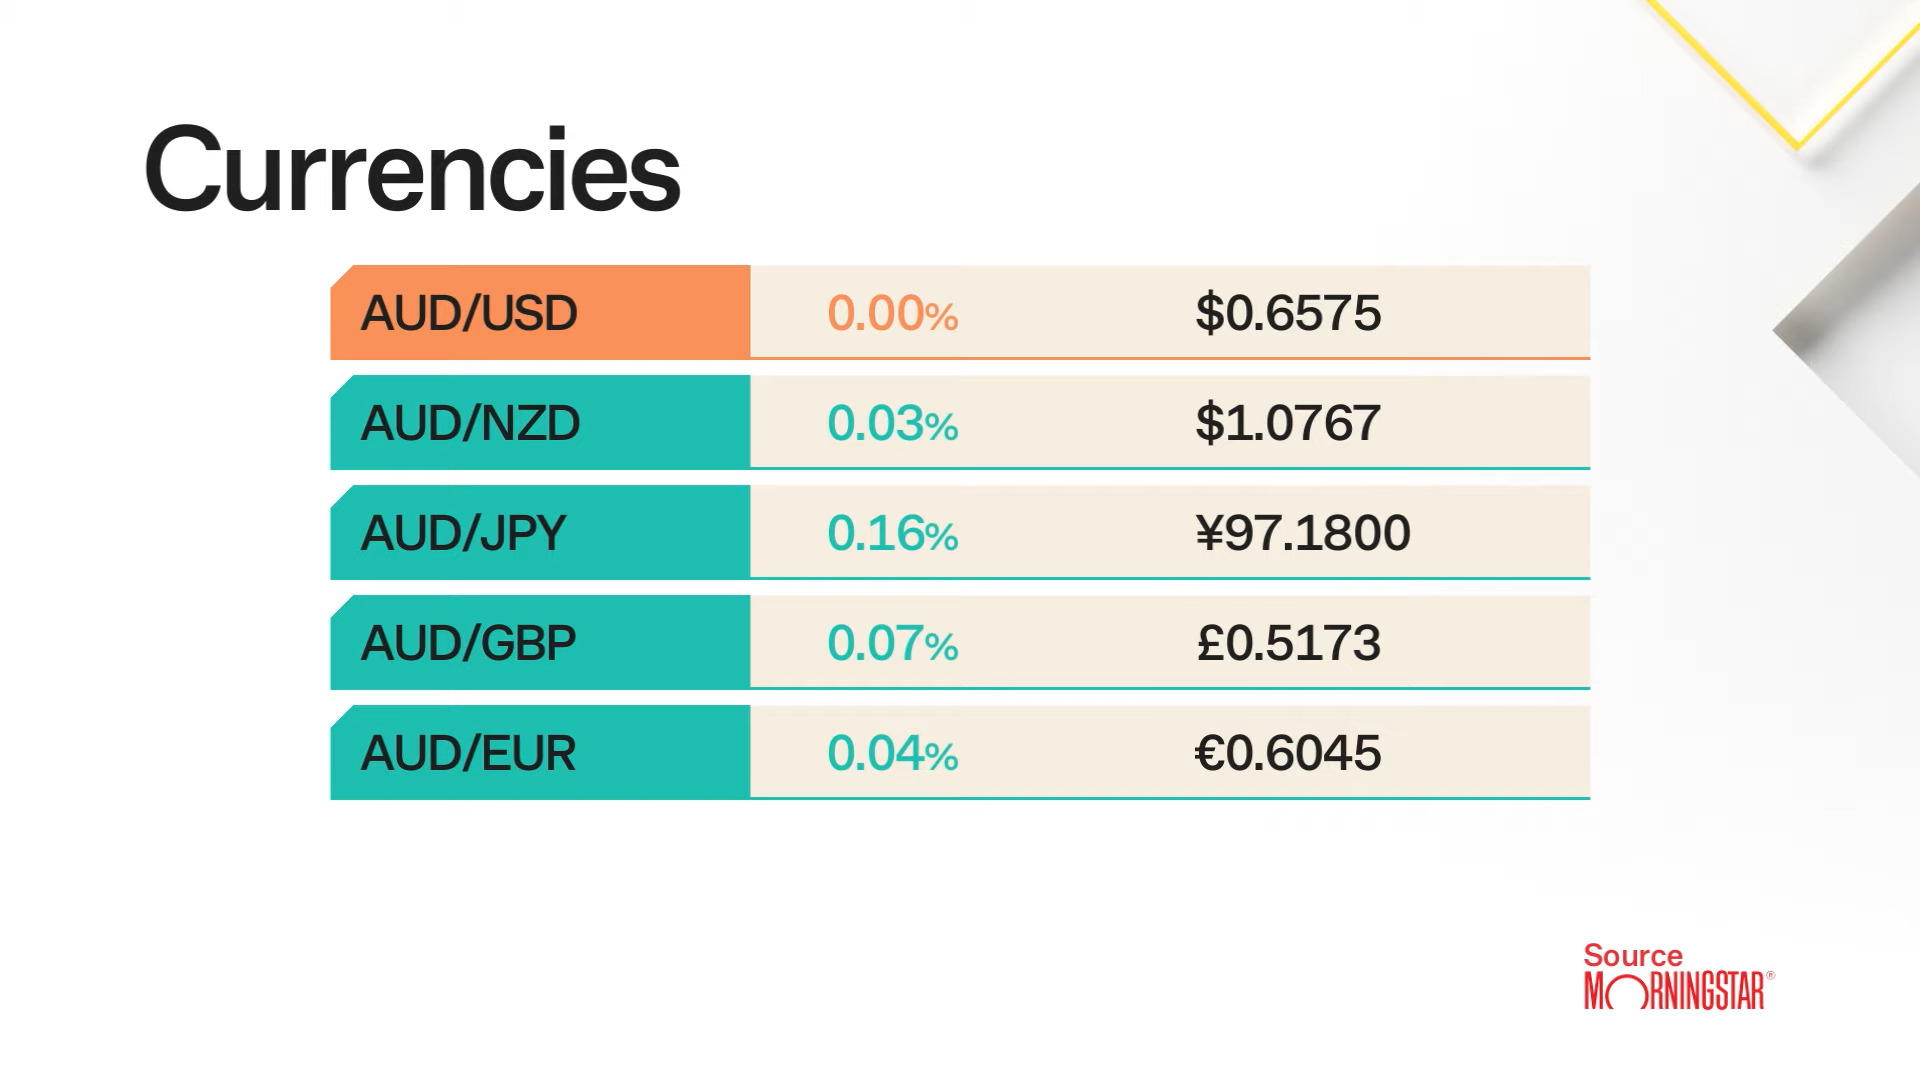 Currencies
AUD/USD 0.00% $0.6575
AUD/NZD 0.03% $1.0767
AUD/JPY 0.16% ¥97.1800
AUD/GBP 0.07% £0.5173
AUD/EUR 0.04% €0.6045
Source
MORNINGSTAR®